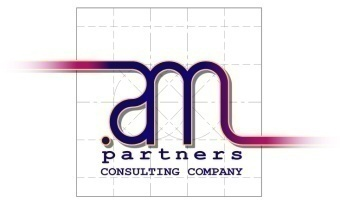 .am
partners
CONSULTING COMPANY